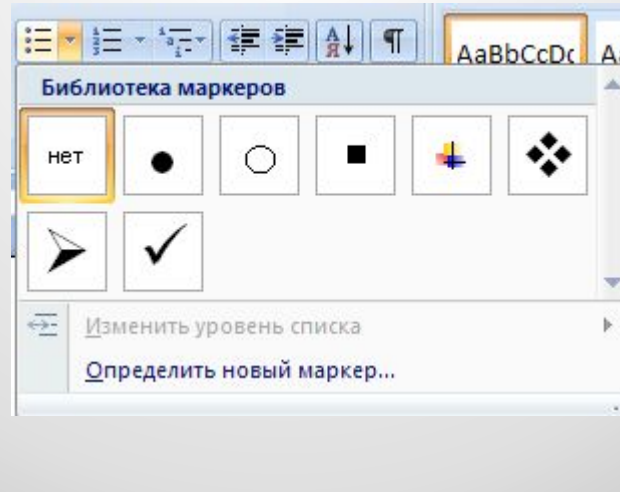 AaBbCcDc
Библиотека маркеров
нет
Изменить уровень списка
Определить новый маркер...